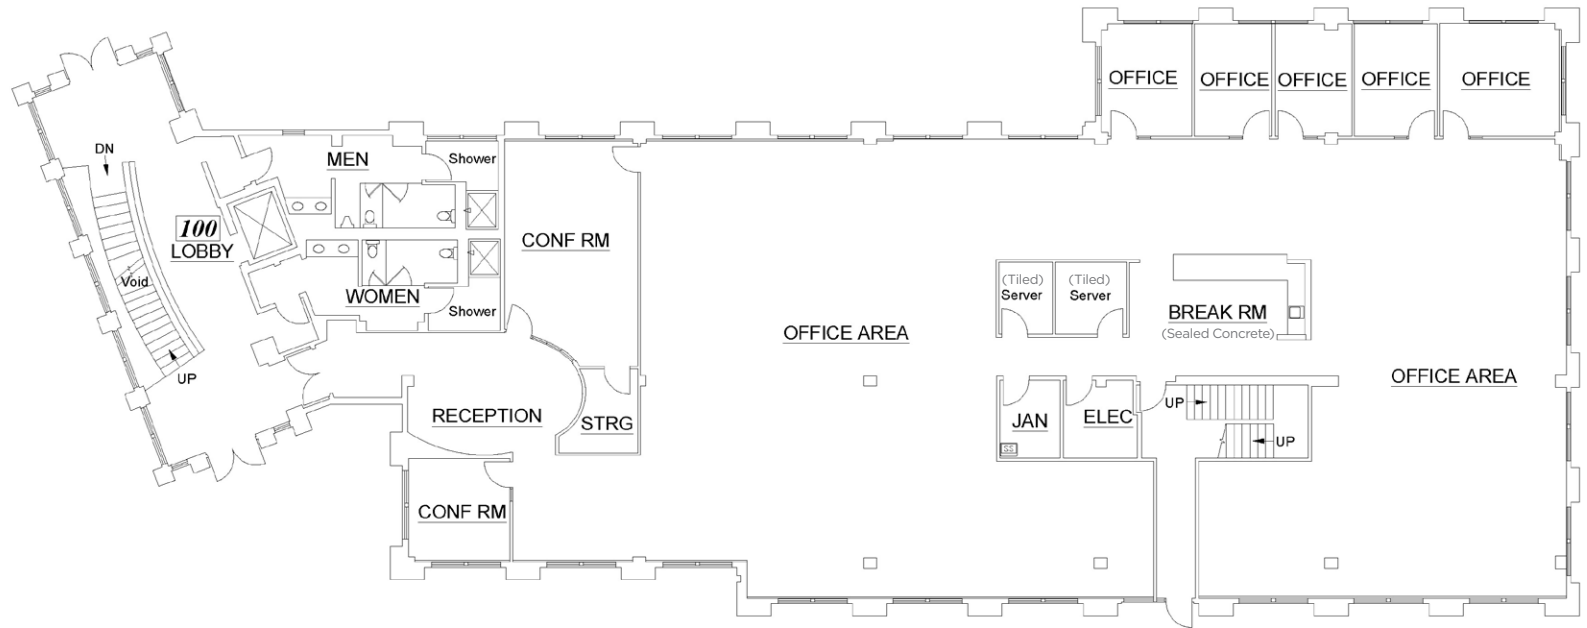 OFFICE
OFFICE
OFFICE
OFFICE
OFFICE
DN
MEN
Shower
100
LOBBY
CONF RM
Void
WOMEN
Shower
(Tiled)
Server
(Tiled)
Server
BREAK RM
(Sealed Concrete)
OFFICE AREA
UP
OFFICE AREA
RECEPTION
STRG
JAN
ELEC
UP
UP
SS
CONF RM